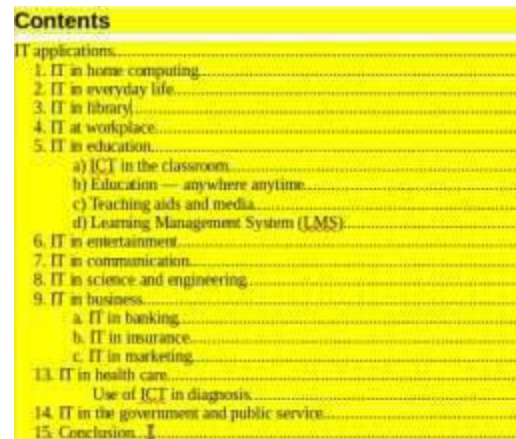 Contents
IT applications
1. IT in home computing
2. IT in everyday life
3. IT in library
4. IT at workplace
5. IT in education
a) ICT in the classroom
b) Education — anywhere anytime
c) Teaching aids and media
d) Learning Management System (LMS)
6. IT in entertainment
7. IT in communication
8. IT in science and engineering
9. IT in business
a. IT in banking
b. IT in insurance
c. IT in marketing
13. IT in health care
Use of ICT in diagnosis
14. IT in the government and public service
15. Conclusion